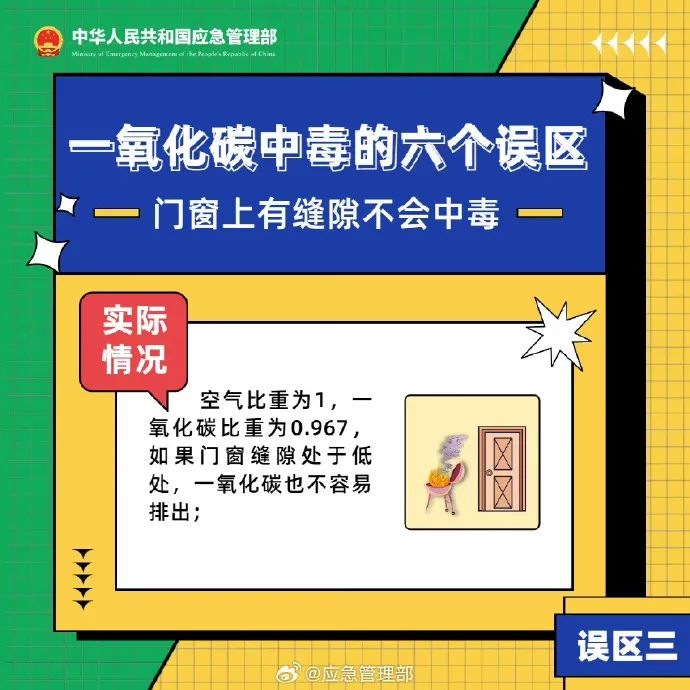 中华人民共和国应急管理部
Ministry of Emergency Management of the People's Republic of China
一氧化碳中毒的六个误区
门窗上有缝隙不会中毒
实际
情况
空气比重为1，一
氧化碳比重为0.967，
如果门窗缝隙处于低
处，一氧化碳也不容易
排出；
误区三
@应急管理部